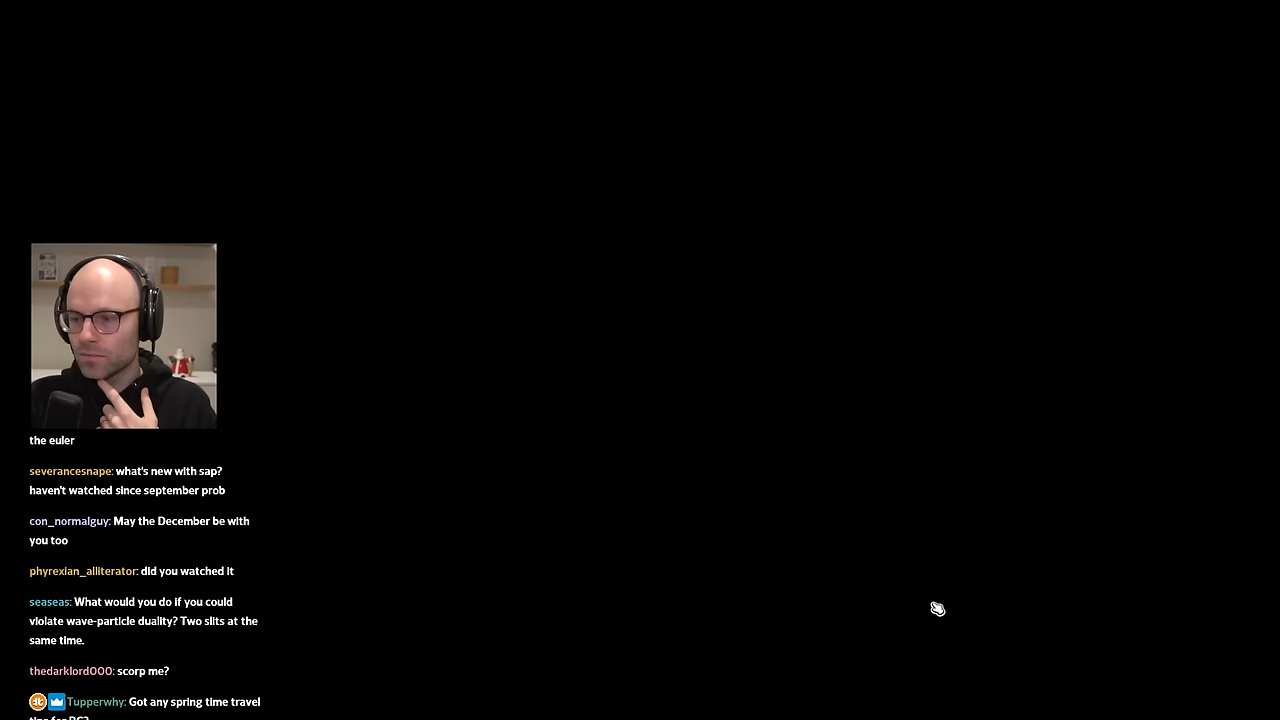 the euler
severancesnape: what's new with sap?
haven't watched since september prob
con_normalguy: May the December be with
you too
phyrexian_alliterator: did you watched it
seaseas: What would you do if you could
violate wave-particle duality? Two slits at the
same time.
thedarklord000: scorp me?
Tupperwhy: Got any spring time travel